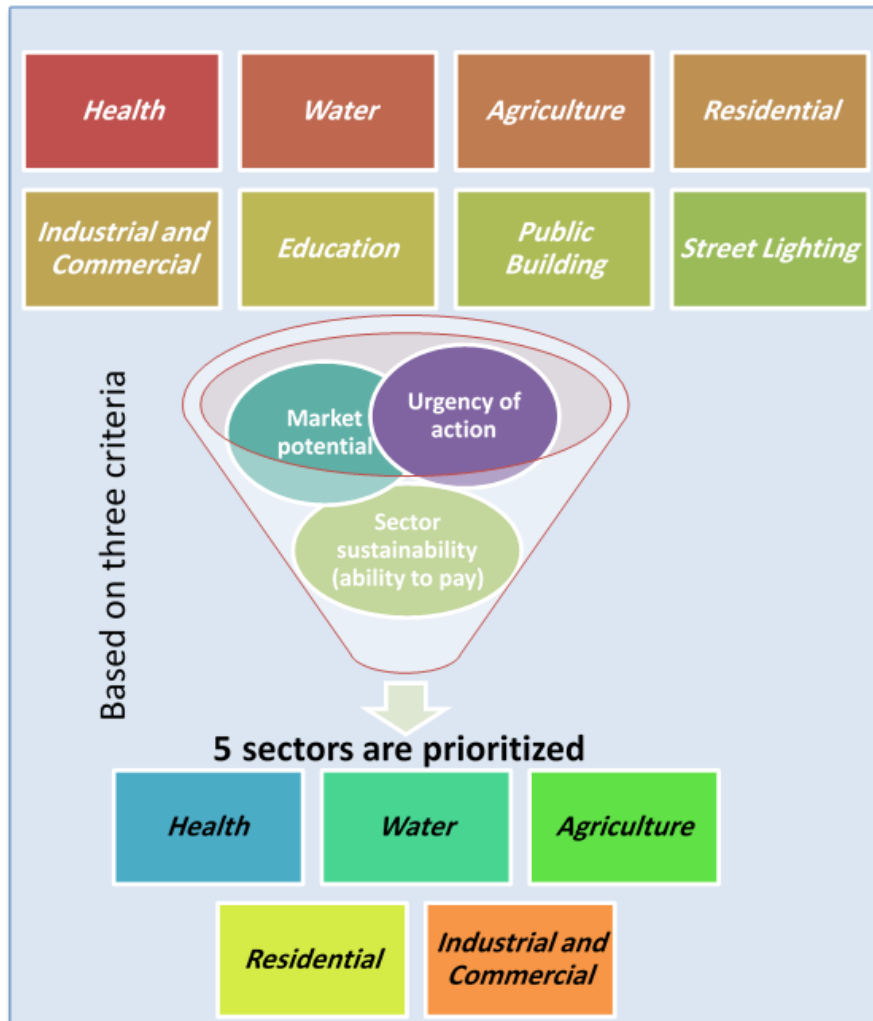 Health
Water
Agriculture
Residential
Industrial and
Commercial
Education
Public
Building
Street Lighting
Based on three criteria
Market
potential
Urgency of
action
Sector
sustainability
(ability to pay)
5 sectors are prioritized
Health
Water
Agriculture
Residential
Industrial and
Commercial